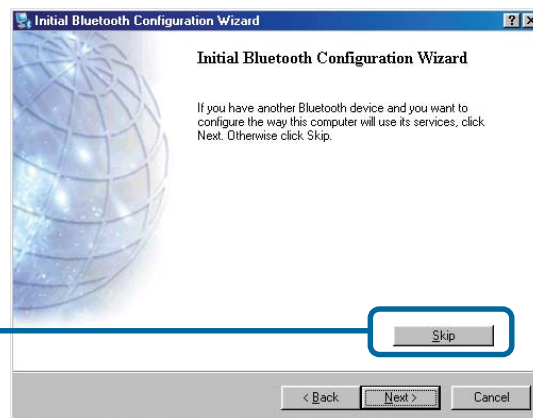 Initial Bluetooth Configuration Wizard
Initial Bluetooth Configuration Wizard
If you have another Bluetooth device and you want to
configure the way this computer will use its services, click
Next. Otherwise click Skip.
Skip
< Back Next > Cancel